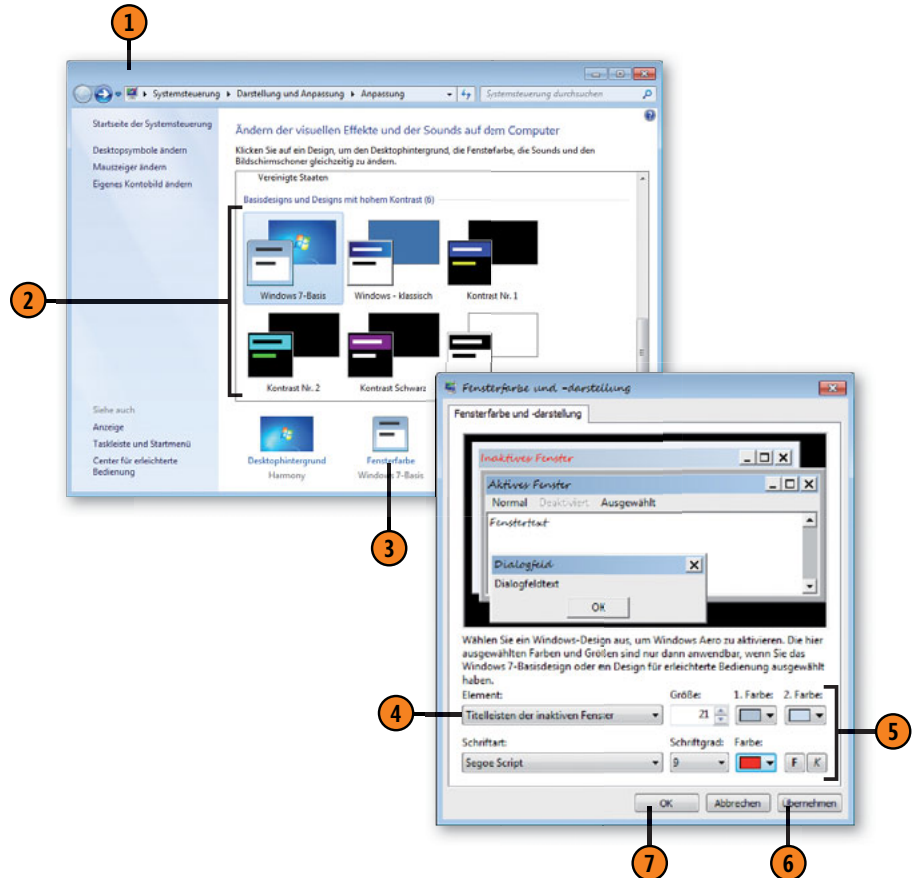 1
Systemsteuerung Darstellung und Anpassung Anpassung
Systemsteuerung durchsuchen
Startseite der Systemsteuerung
Desktopsymbole ändern
Mauszeiger ändern
Eigenes Kontobild ändern
Ändern der visuellen Effekte und der Sounds auf dem Computer
Klicken Sie auf ein Design, um den Desktophintergrund, die Fensterfarbe, die Sounds und den
Bildschirmschoner gleichzeitig zu ändern.
Vereinigte Staaten
Basisdesigns und Designs mit hohem Kontrast (6)
2
Windows 7-Basis
Windows - klassisch
Kontrast Nr. 1
Kontrast Nr. 2
Kontrast Schwarz
Siehe auch
Anzeige
Taskleiste und Startmenü
Center für erleichterte
Bedienung
Desktophintergrund
Harmony
Fensterfarbe
Windows 7-Basis
3
Fensterfarbe und -darstellung
Fensterfarbe und -darstellung
Inaktives Fenster
Aktives Fenster
Normal Deaktiviert Ausgewählt
Fenstertext
Dialogfeld
Dialogfeldtext
OK
Wählen Sie ein Windows-Design aus, um Windows Aero zu aktivieren. Die hier
ausgewählten Farben und Größen sind nur dann anwendbar, wenn Sie das
Windows 7-Basisdesign oder ein Design für erleichterte Bedienung ausgewählt
haben.
Element: Größe: 1. Farbe: 2. Farbe:
4
Titelleisten der inaktiven Fenster 21
5
Schriftart: Schriftgrad: Farbe:
Segoe Script 9 F K
OK Abbrechen Übernehmen
7
6